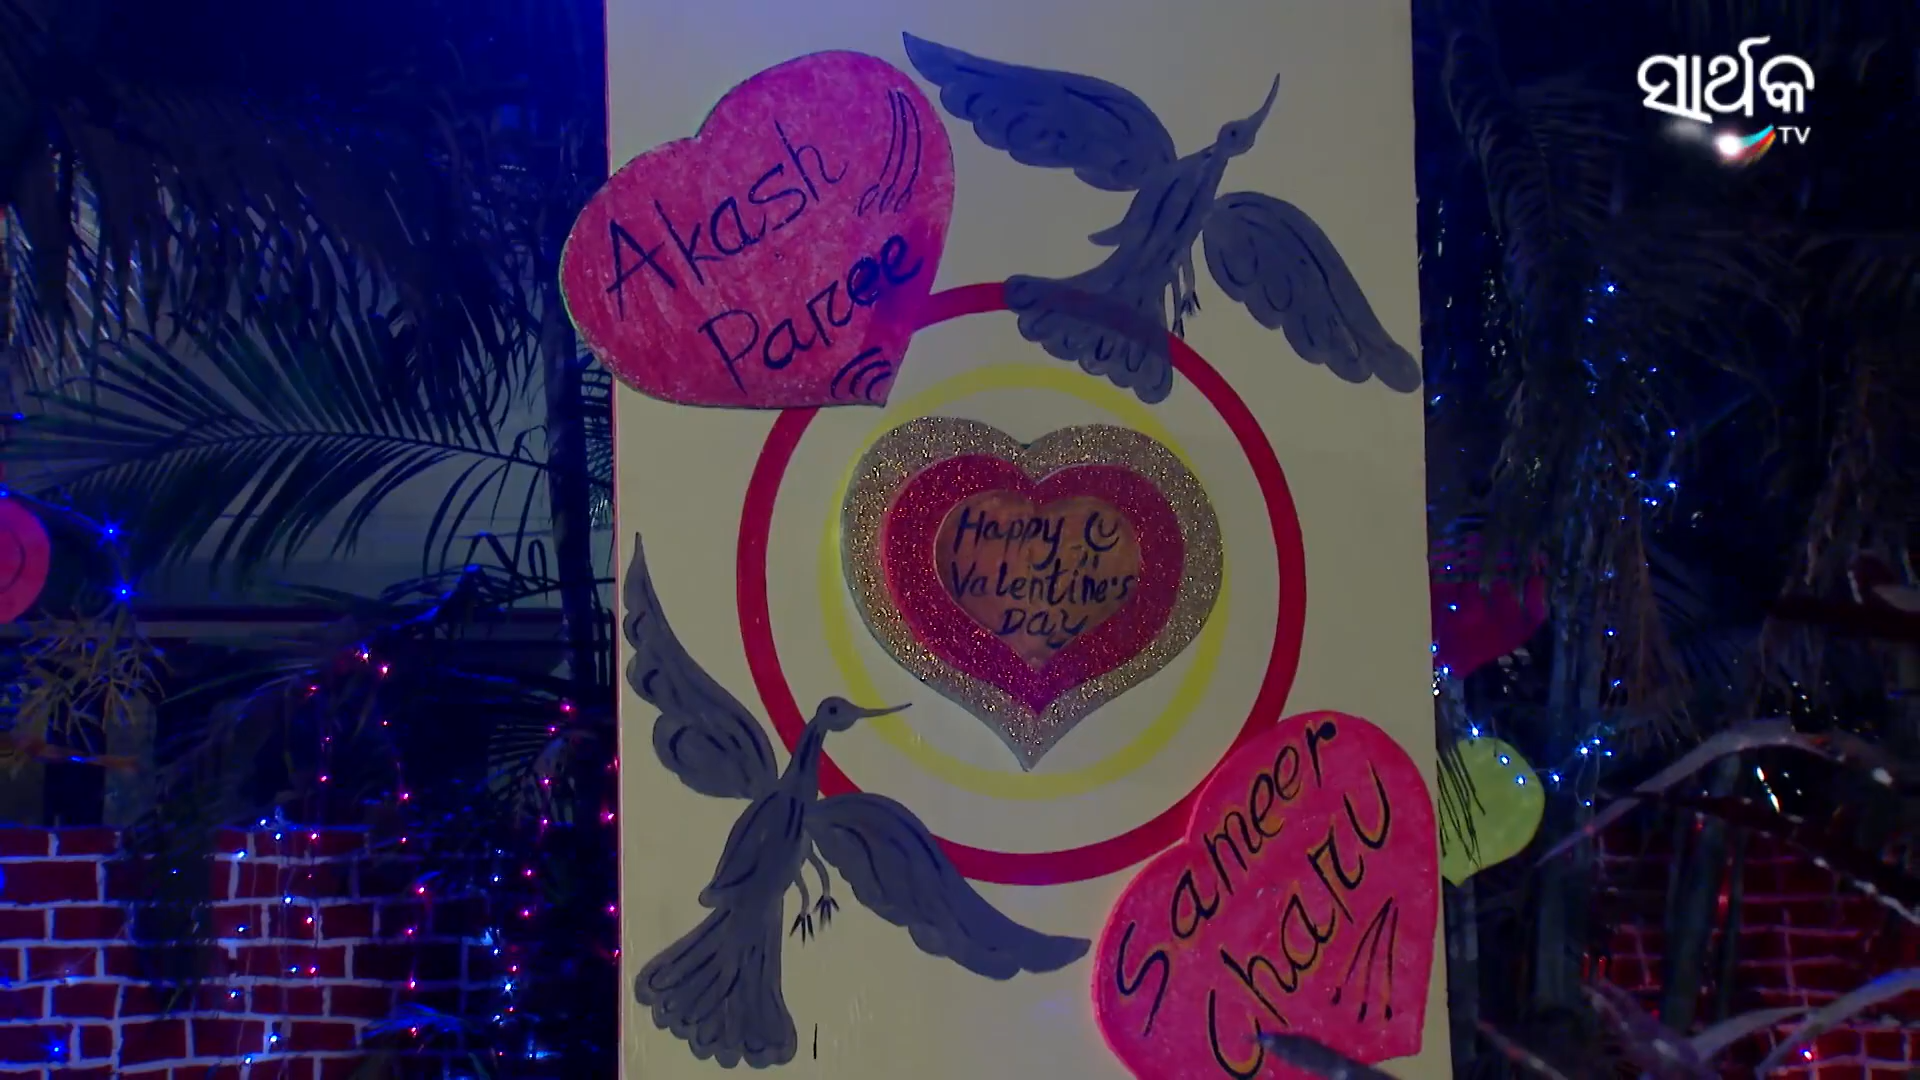 ସାର୍ଥକ
TV
Akash
Paree
Happy
Valentine's
Day
Sameer
Charu